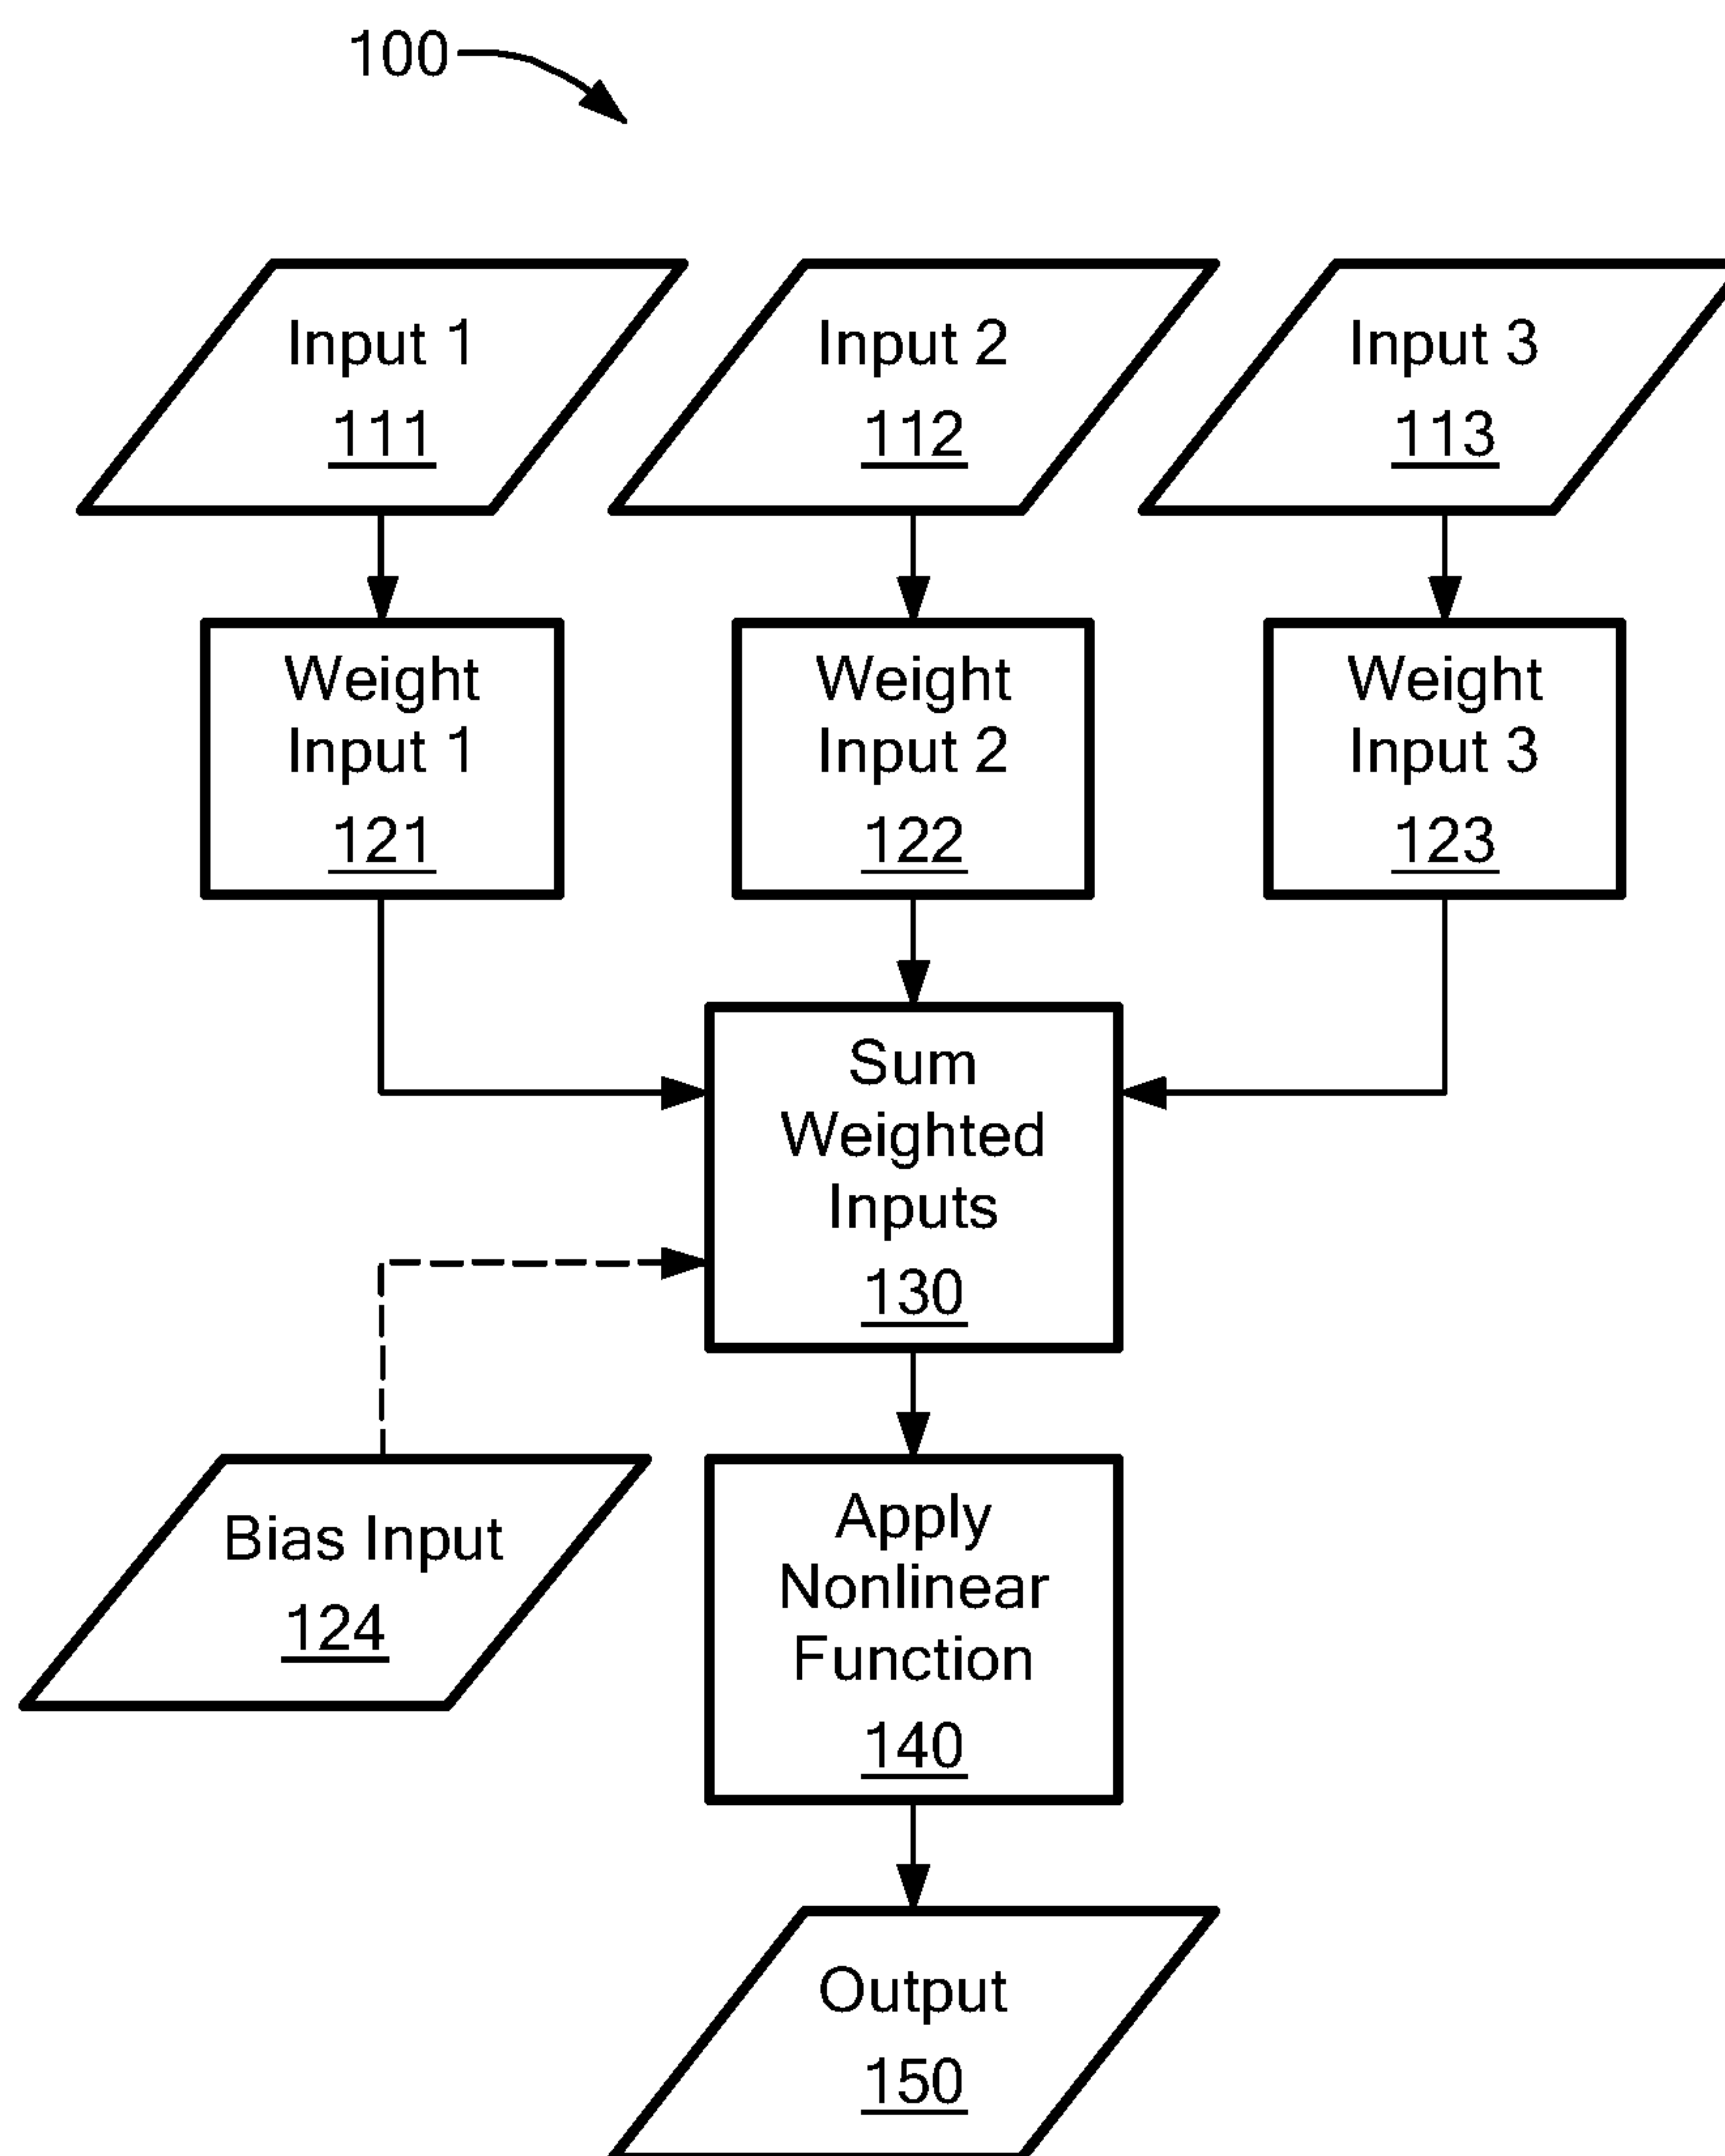 100
Input 1
111
Input 2
112
Input 3
113
Weight
Input 1
121
Weight
Input 2
122
Weight
Input 3
123
Sum
Weighted
Inputs
130
Bias Input
124
Apply
Nonlinear
Function
140
Output
150